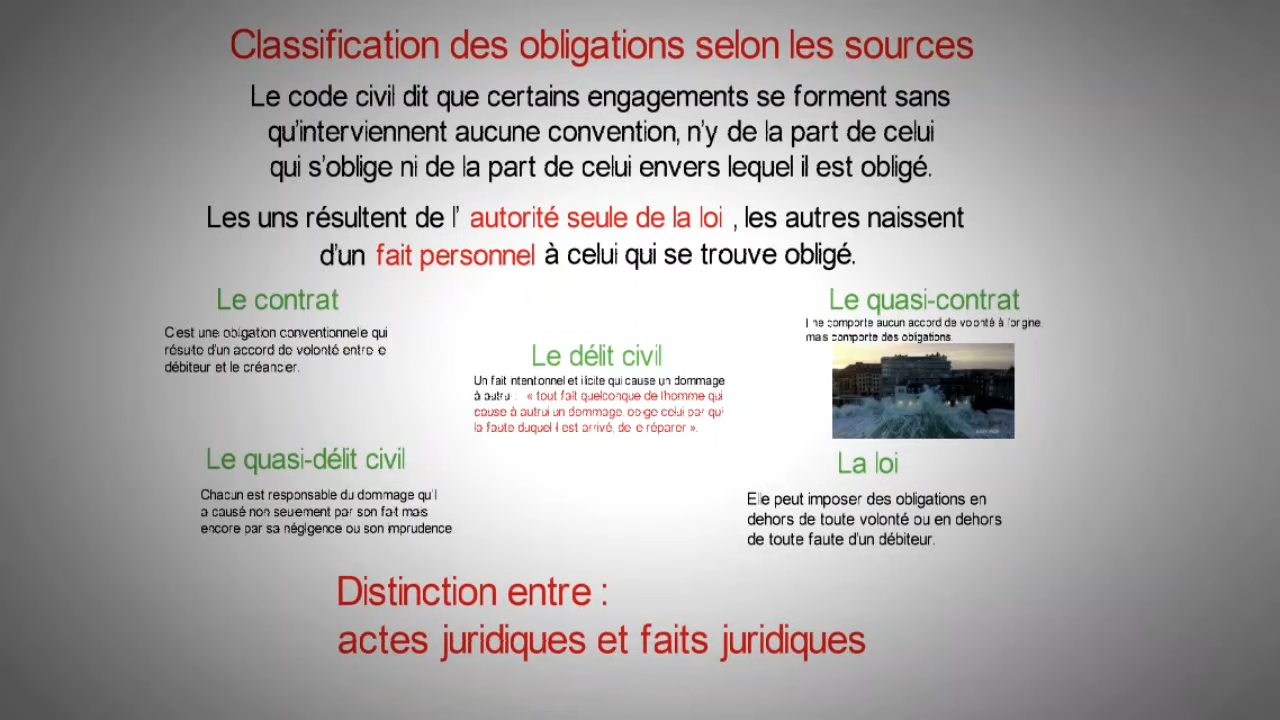 Classification des obligations selon les sources
Le code civil dit que certains engagements se forment sans
qu'interviennent aucune convention, n'y de la part de celui
qui s'oblige ni de la part de celui envers lequel il est obligé.
Les uns résultent de l' autorité seule de la loi , les autres naissent
d'un fait personnel à celui qui se trouve obligé.
Le contrat
C'est une obligation conventionnelle qui
résulte d'un accord de volonté entre le
débiteur et le créancier.
Le délit civil
Un fait intentionnel et illicite qui cause un dommage
à autrui : « tout fait quelconque de l'homme qui
cause à autrui un dommage, oblige celui par qui
la faute duquel il est arrivé, de le réparer ».
Le quasi-contrat
Il ne comporte aucun accord de volonté à l'origine,
mais comporte des obligations.
Le quasi-délit civil
Chacun est responsable du dommage qu'il
a causé non seulement par son fait mais
encore par sa négligence ou son imprudence
La loi
Elle peut imposer des obligations en
dehors de toute volonté ou en dehors
de toute faute d'un débiteur.
Distinction entre :
actes juridiques et faits juridiques